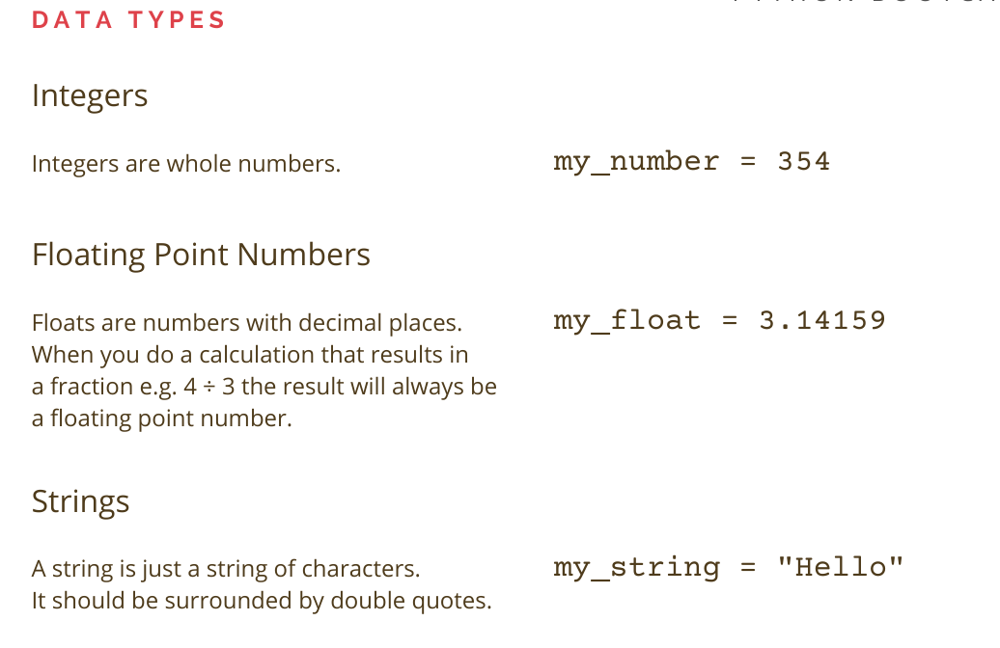 DATA TYPES
Integers
Integers are whole numbers.
my_number = 354
Floating Point Numbers
Floats are numbers with decimal places.
When you do a calculation that results in
a fraction e.g. 4 ÷ 3 the result will always be
a floating point number.
my_float = 3.14159
Strings
A string is just a string of characters.
It should be surrounded by double quotes.
my_string = "Hello"